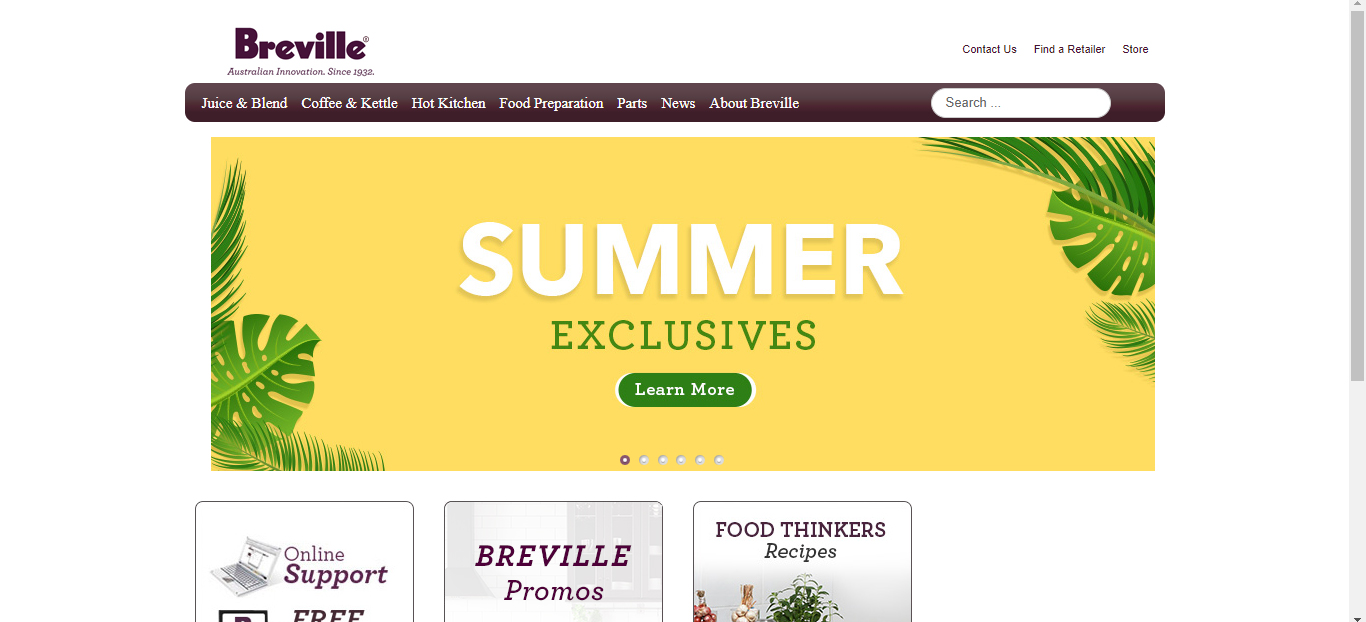 Breville®
Australian Innovation. Since 1932.
Contact Us Find a Retailer Store
Juice & Blend Coffee & Kettle Hot Kitchen Food Preparation Parts News About Breville Search ...
SUMMER
EXCLUSIVES
Learn More
Online
Support
FREE
BREVILLE
Promos
FOOD THINKERS
Recipes